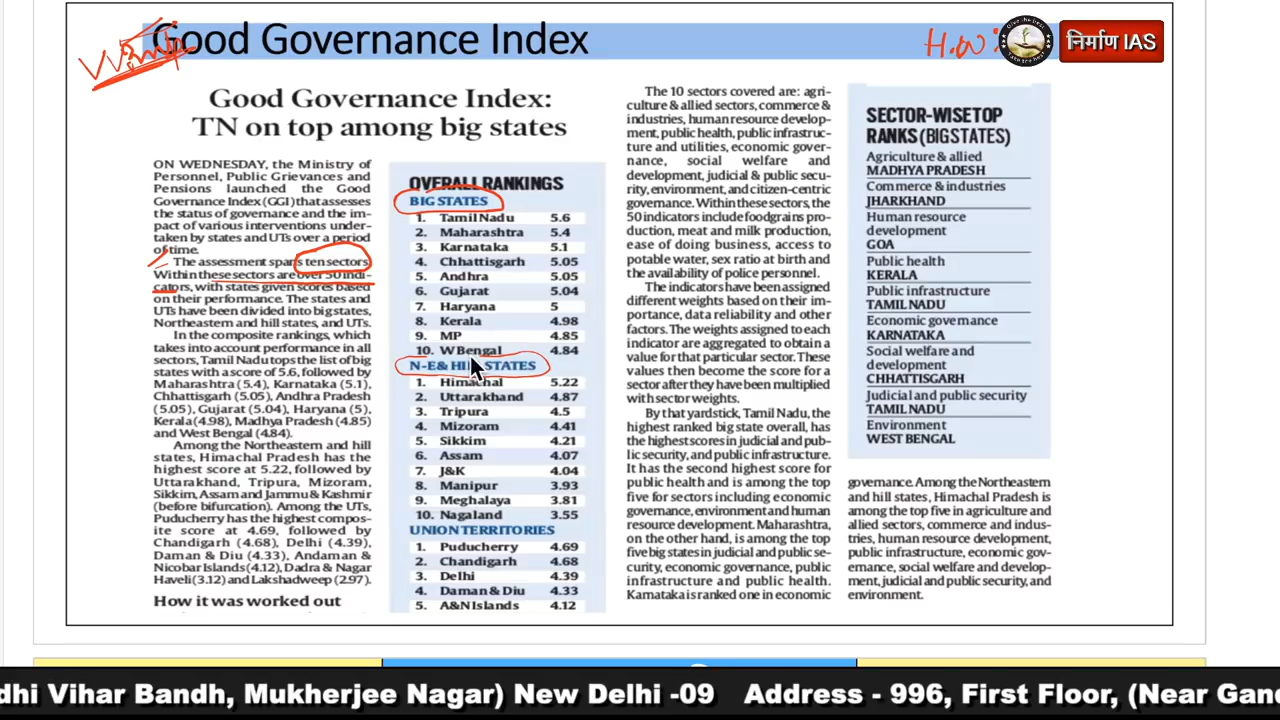 Good Governance Index
H.W:
निर्माण IAS
Good Governance Index:
TN on top among big states
ON WEDNESDAY, the Ministry of
Personnel, Public Grievances and
Pensions launched the Good
Governance Index (GGI) that assesses
the status of governance and the im-
pact of various interventions under-
taken by states and UTs over a period
of time.
The assessment spans ten sectors.
Within these sectors are over 50 indi-
cators, with states given scores based
on their performance. The states and
UTs have been divided into big states,
Northeastern and hill states, and UTs.
In the composite rankings, which
takes into account performance in all
sectors, Tamil Nadu tops the list of big
states with a score of 5.6, followed by
Maharashtra (5.4), Karnataka (5.1),
Chhattisgarh (5.05), Andhra Pradesh
(5.05), Gujarat (5.04), Haryana (5)
Kerala (4.98), Madhya Pradesh (4.85)
and West Bengal (4.84).
Among the Northeastern and hill
states, Himachal Pradesh has the
highest score at 5.22, followed by
Uttarakhand, Tripura, Mizoram,
Sikkim, Assam and Jammu & Kashmir
(before bifurcation). Among the UTs,
Puducherry has the highest compos-
ite score at 4.69, followed by
Chandigarh (4.68), Delhi (4.39),
Daman & Diu (4.33), Andaman &
Nicobar Islands (4.12), Dadra & Nagar
Haveli (3.12) and Lakshadweep (2.97).
How it was worked out
OVERALL RANKINGS
BIG STATES
1. Tamil Nadu 5.6
2. Maharashtra 5.4
3. Karnataka 5.1
4. Chhattisgarh 5.05
5. Andhra 5.05
6. Gujarat 5.04
7. Haryana 5
8. Kerala 4.98
9. MP 4.85
10. W Bengal 4.84
N-E & HILL STATES
1. Himachal 5.22
2. Uttarakhand 4.87
3. Tripura 4.5
4. Mizoram 4.41
5. Sikkim 4.21
6. Assam 4.07
7. J&K 4.04
8. Manipur 3.93
9. Meghalaya 3.81
10. Nagaland 3.55
UNION TERRITORIES
1. Puducherry 4.69
2. Chandigarh 4.68
3. Delhi 4.39
4. Daman & Diu 4.33
5. A&N Islands 4.12
The 10 sectors covered are: agri-
culture & allied sectors, commerce &
industries, human resource develop-
ment, public health, public infrastruc-
ture and utilities, economic gover-
nance, social welfare and
development, judicial & public secu-
rity, environment, and citizen-centric
governance. Within these sectors, the
50 indicators include foodgrains pro-
duction, meat and milk production,
ease of doing business, access to
potable water, sex ratio at birth and
the availability of police personnel.
The indicators have been assigned
different weights based on their im-
portance, data reliability and other
factors. The weights assigned to each
indicator are aggregated to obtain a
value for that particular sector. These
values then become the score for a
sector after they have been multiplied
with sector weights.
By that yardstick, Tamil Nadu, the
highest ranked big state overall, has
the highest scores in judicial and pub-
lic security, and public infrastructure.
It has the second highest score for
public health and is among the top
five for sectors including economic
governance, environment and human
resource development. Maharashtra,
on the other hand, is among the top
five big states in judicial and public se-
curity, economic governance, public
infrastructure and public health.
Karnataka is ranked one in economic
SECTOR-WISE TOP
RANKS (BIG STATES)
Agriculture & allied
MADHYA PRADESH
Commerce & industries
JHARKHAND
Human resource
development
GOA
Public health
KERALA
Public infrastructure
TAMIL NADU
Economic governance
KARNATAKA
Social welfare and
development
CHHATTISGARH
Judicial and public security
TAMIL NADU
Environment
WEST BENGAL
governance. Among the Northeastern
and hill states, Himachal Pradesh is
among the top five in agriculture and
allied sectors, commerce and indus-
tries, human resource development,
public infrastructure, economic gov-
ernance, social welfare and develop-
ment, judicial and public security, and
environment.
dhi Vihar Bandh, Mukherjee Nagar) New Delhi -09 Address - 996, First Floor, (Near Gand